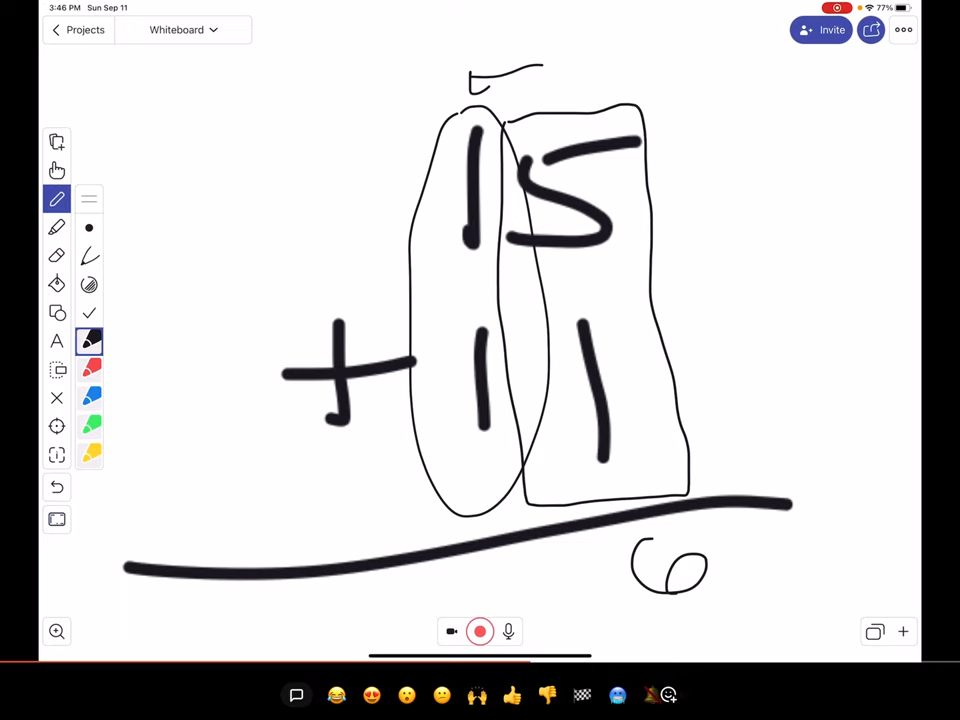 3:46 PM Sun Sep 11
77%
Projects
Whiteboard
Invite
15
+ 11
6
A